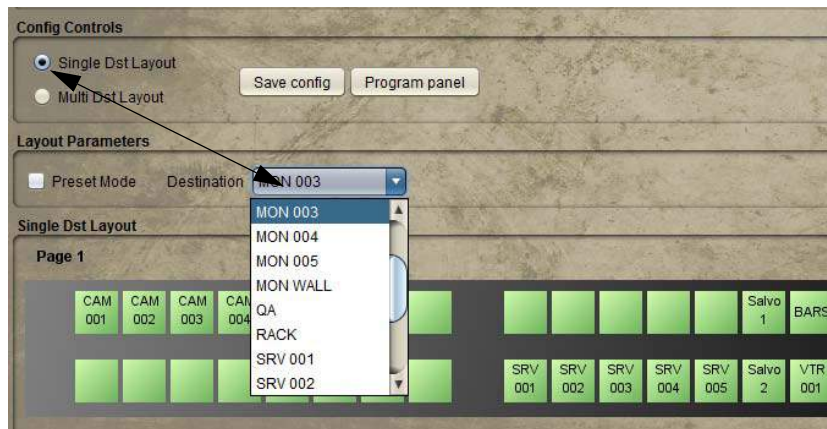 Config Controls
Single Dst Layout
Multi Dst Layout
Save config
Program panel
Layout Parameters
Preset Mode
Destination
MON 003
MON 003
MON 004
MON 005
MON WALL
QA
RACK
SRV 001
SRV 002
Single Dst Layout
Page 1
CAM 001
CAM 002
CAM 003
CAM 004
Salvo 1
BARS
SRV 001
SRV 002
SRV 003
SRV 004
SRV 005
Salvo 2
VTR 001